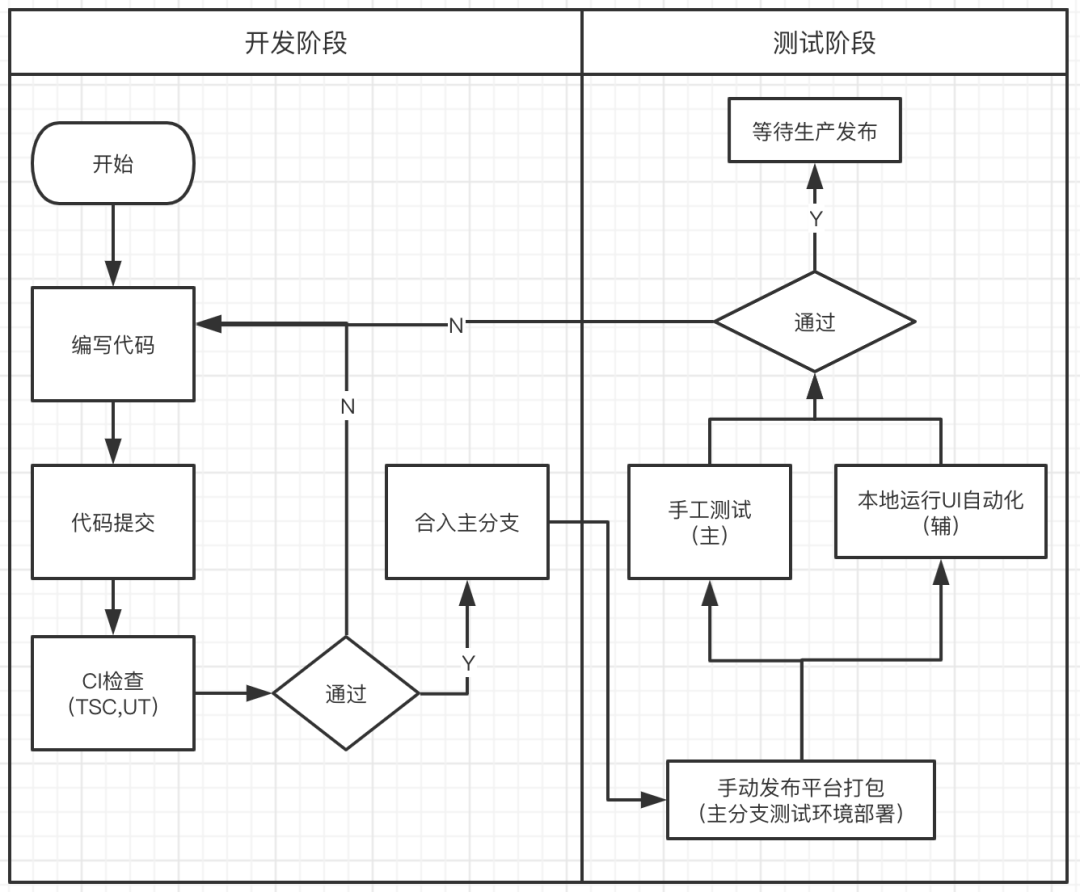 开发阶段
测试阶段
开始
编写代码
代码提交
CI检查
(TSC,UT)
通过
N
Y
合入主分支
手动发布平台打包
(主分支测试环境部署)
手工测试
(主)
本地运行UI自动化
(辅)
通过
N
Y
等待生产发布